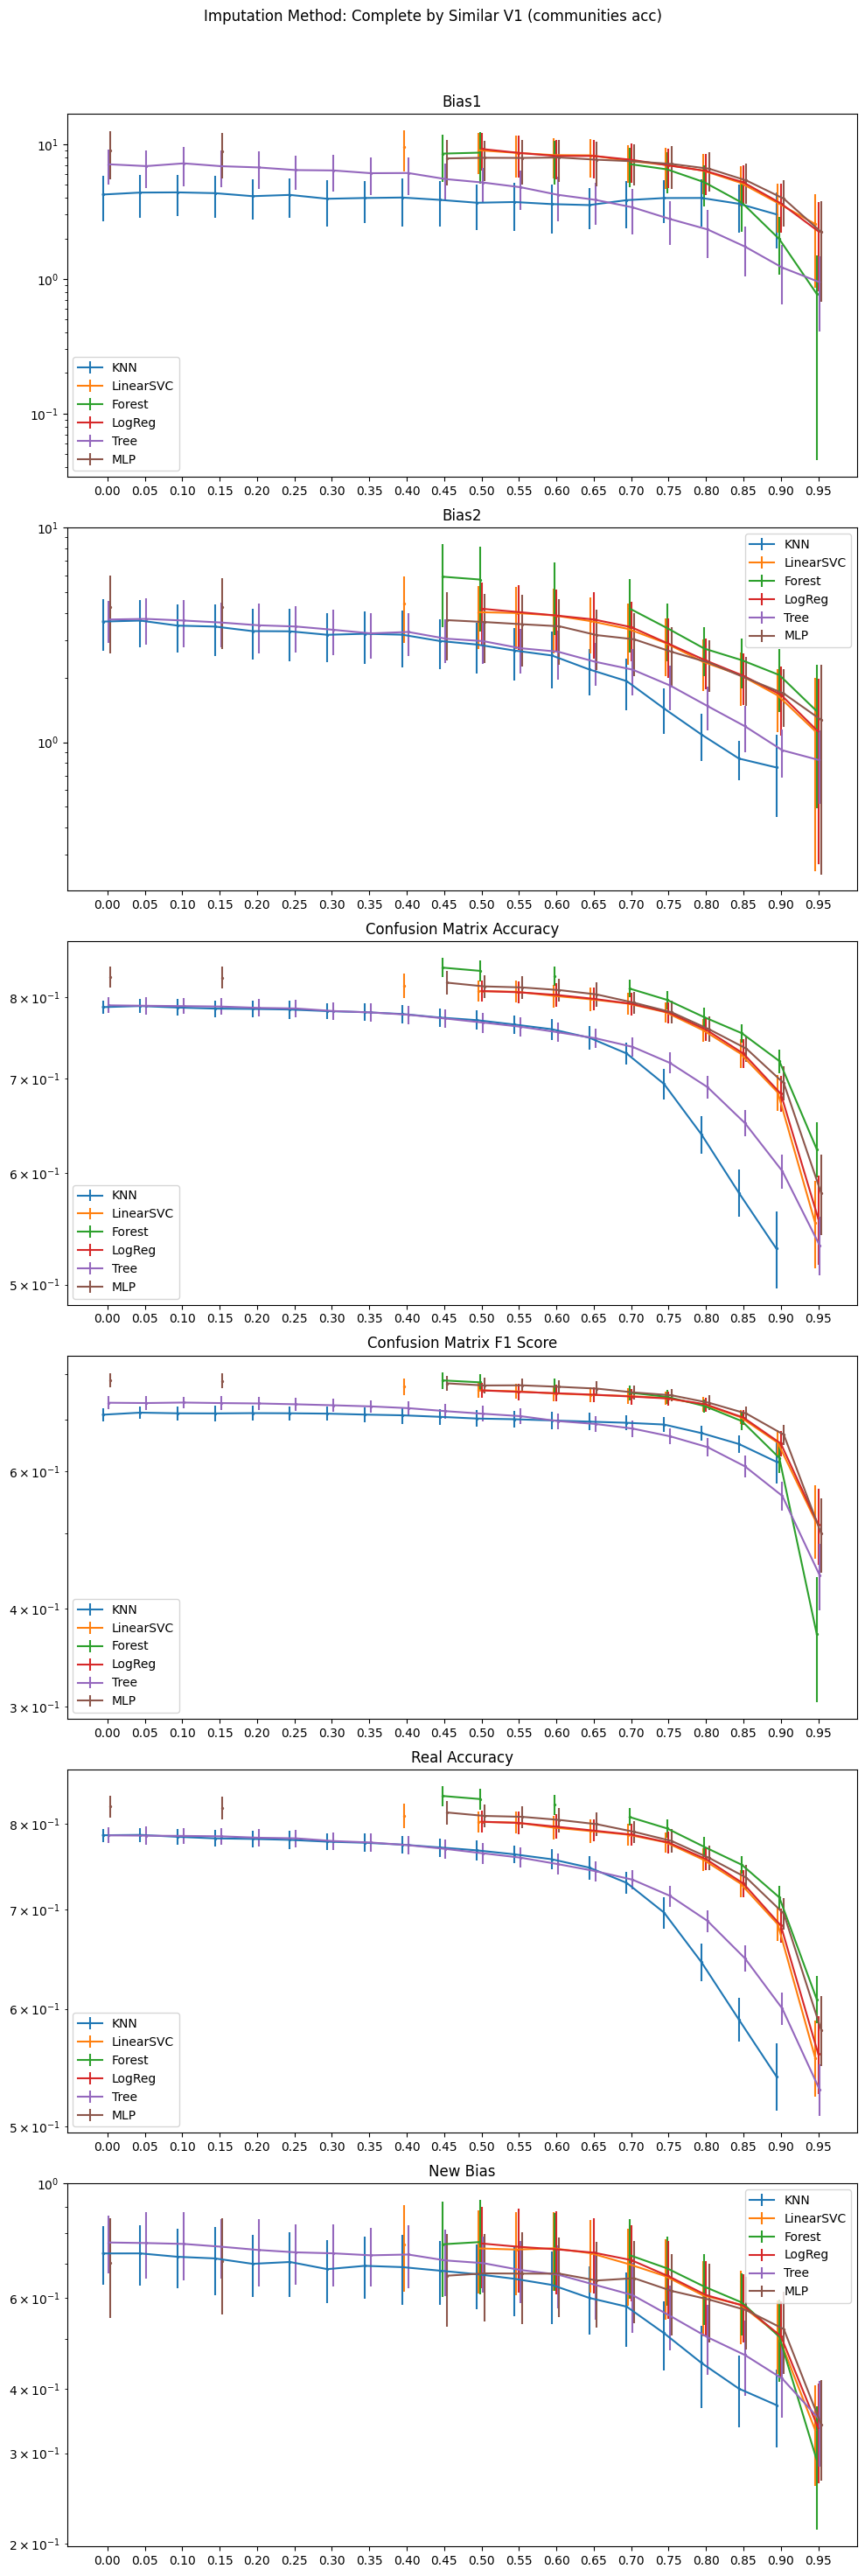 Imputation Method: Complete by Similar V1 (communities acc)
Bias1
10¹
10⁰
10⁻¹
KNN
LinearSVC
Forest
LogReg
Tree
MLP
0.00 0.05 0.10 0.15 0.20 0.25 0.30 0.35 0.40 0.45 0.50 0.55 0.60 0.65 0.70 0.75 0.80 0.85 0.90 0.95
Bias2
10¹
10⁰
KNN
LinearSVC
Forest
LogReg
Tree
MLP
0.00 0.05 0.10 0.15 0.20 0.25 0.30 0.35 0.40 0.45 0.50 0.55 0.60 0.65 0.70 0.75 0.80 0.85 0.90 0.95
Confusion Matrix Accuracy
8 × 10⁻¹
7 × 10⁻¹
6 × 10⁻¹
5 × 10⁻¹
KNN
LinearSVC
Forest
LogReg
Tree
MLP
0.00 0.05 0.10 0.15 0.20 0.25 0.30 0.35 0.40 0.45 0.50 0.55 0.60 0.65 0.70 0.75 0.80 0.85 0.90 0.95
Confusion Matrix F1 Score
6 × 10⁻¹
4 × 10⁻¹
3 × 10⁻¹
KNN
LinearSVC
Forest
LogReg
Tree
MLP
0.00 0.05 0.10 0.15 0.20 0.25 0.30 0.35 0.40 0.45 0.50 0.55 0.60 0.65 0.70 0.75 0.80 0.85 0.90 0.95
Real Accuracy
8 × 10⁻¹
7 × 10⁻¹
6 × 10⁻¹
5 × 10⁻¹
KNN
LinearSVC
Forest
LogReg
Tree
MLP
0.00 0.05 0.10 0.15 0.20 0.25 0.30 0.35 0.40 0.45 0.50 0.55 0.60 0.65 0.70 0.75 0.80 0.85 0.90 0.95
New Bias
10⁰
6 × 10⁻¹
4 × 10⁻¹
3 × 10⁻¹
2 × 10⁻¹
KNN
LinearSVC
Forest
LogReg
Tree
MLP
0.00 0.05 0.10 0.15 0.20 0.25 0.30 0.35 0.40 0.45 0.50 0.55 0.60 0.65 0.70 0.75 0.80 0.85 0.90 0.95